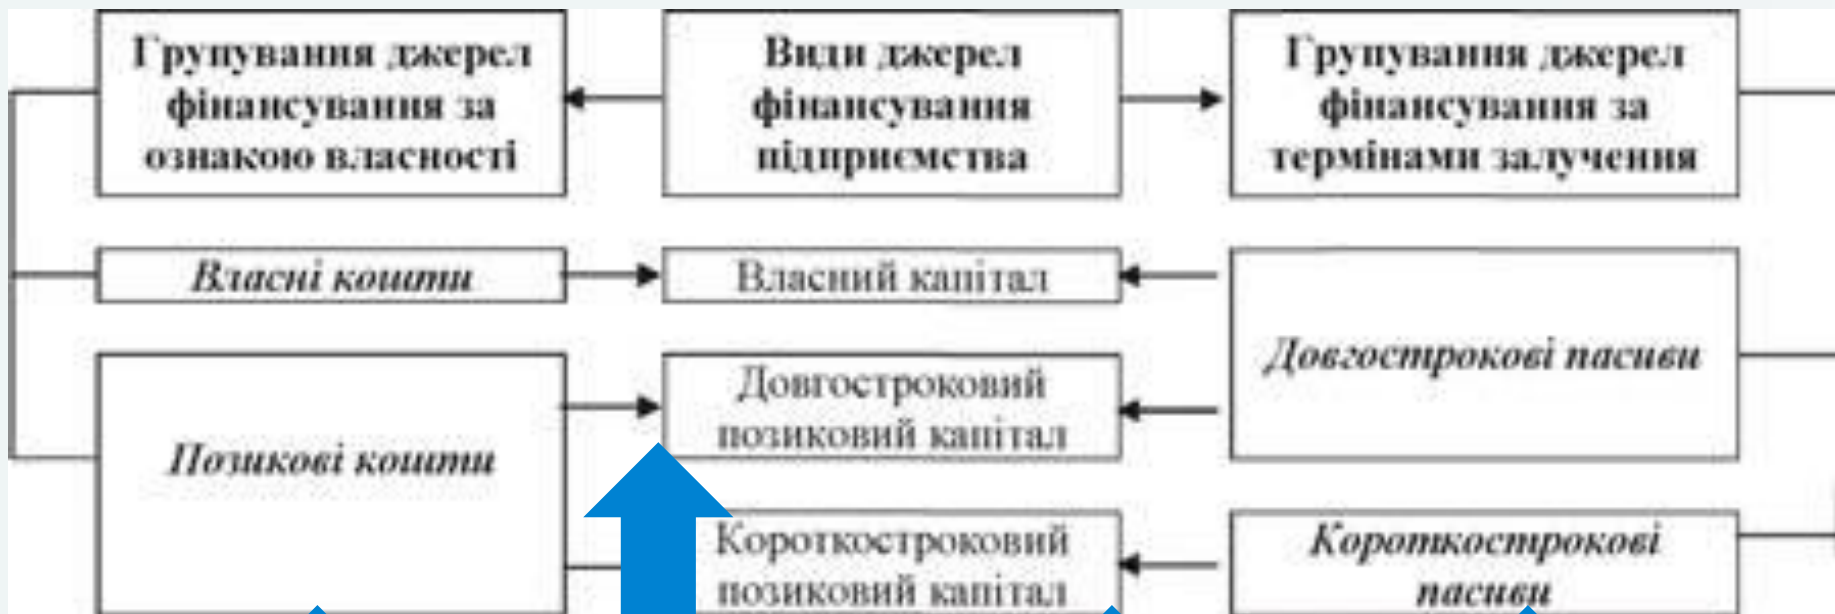 Групування джерел
фінансування за
ознакою власності
Види джерел
фінансування
підприємства
Групування джерел
фінансування за
термінами залучення
Власні кошти
Власний капітал
Довгострокові пасиви
Позикові кошти
Довгостроковий
позиковий капітал
Короткостроковий
позиковий капітал
Короткострокові
пасиви